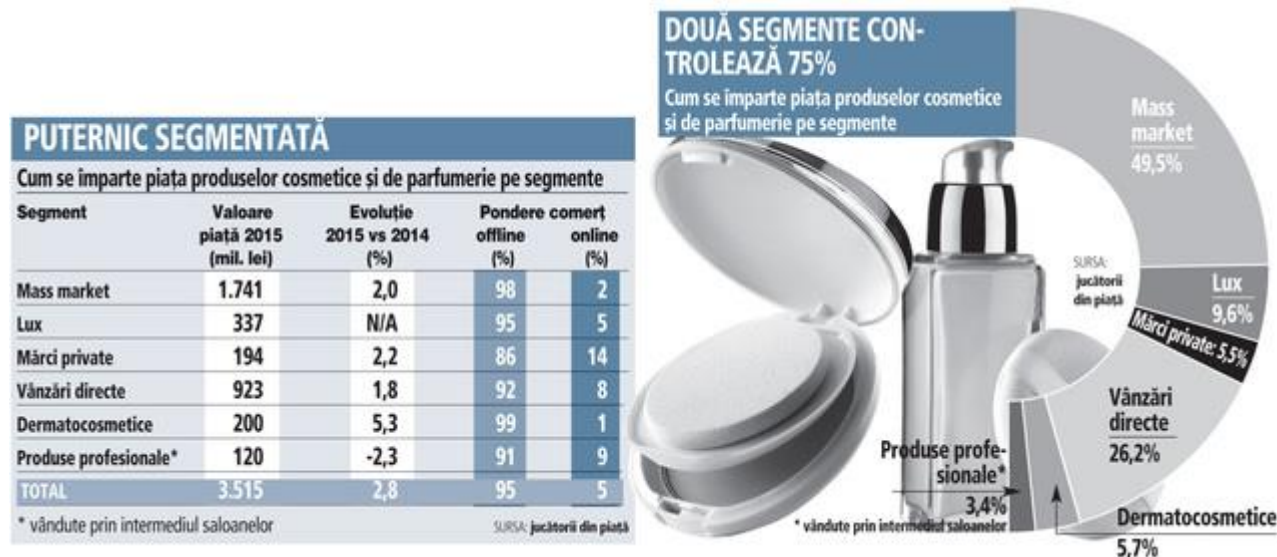 PUTERNIC SEGMENTATĂ
Cum se împarte piața produselor cosmetice și de parfumerie pe segmente
Segment Valoare Evoluție Pondere comerț
piață 2015 2015 vs 2014 offline online
(mil. lei) (%) (%) (%)
Mass market 1.741 2,0 98 2
Lux 337 N/A 95 5
Mărci private 194 2,2 86 14
Vânzări directe 923 1,8 92 8
Dermatocosmetice 200 5,3 99 1
Produse profesionale* 120 -2,3 91 9
TOTAL 3.515 2,8 95 5
* vândute prin intermediul saloanelor SURSA: jucătorii din piață
DOUĂ SEGMENTE CON-
TROLEAZĂ 75%
Cum se împarte piața produselor cosmetice
și de parfumerie pe segmente
Mass
market
49,5%
SURSA:
jucătorii
din piață
Lux
9,6%
Mărci private: 5,5%
Vânzări
directe
26,2%
Produse profe-
sionale*
3,4%
* vândute prin intermediul saloanelor
Dermatocosmetice
5,7%